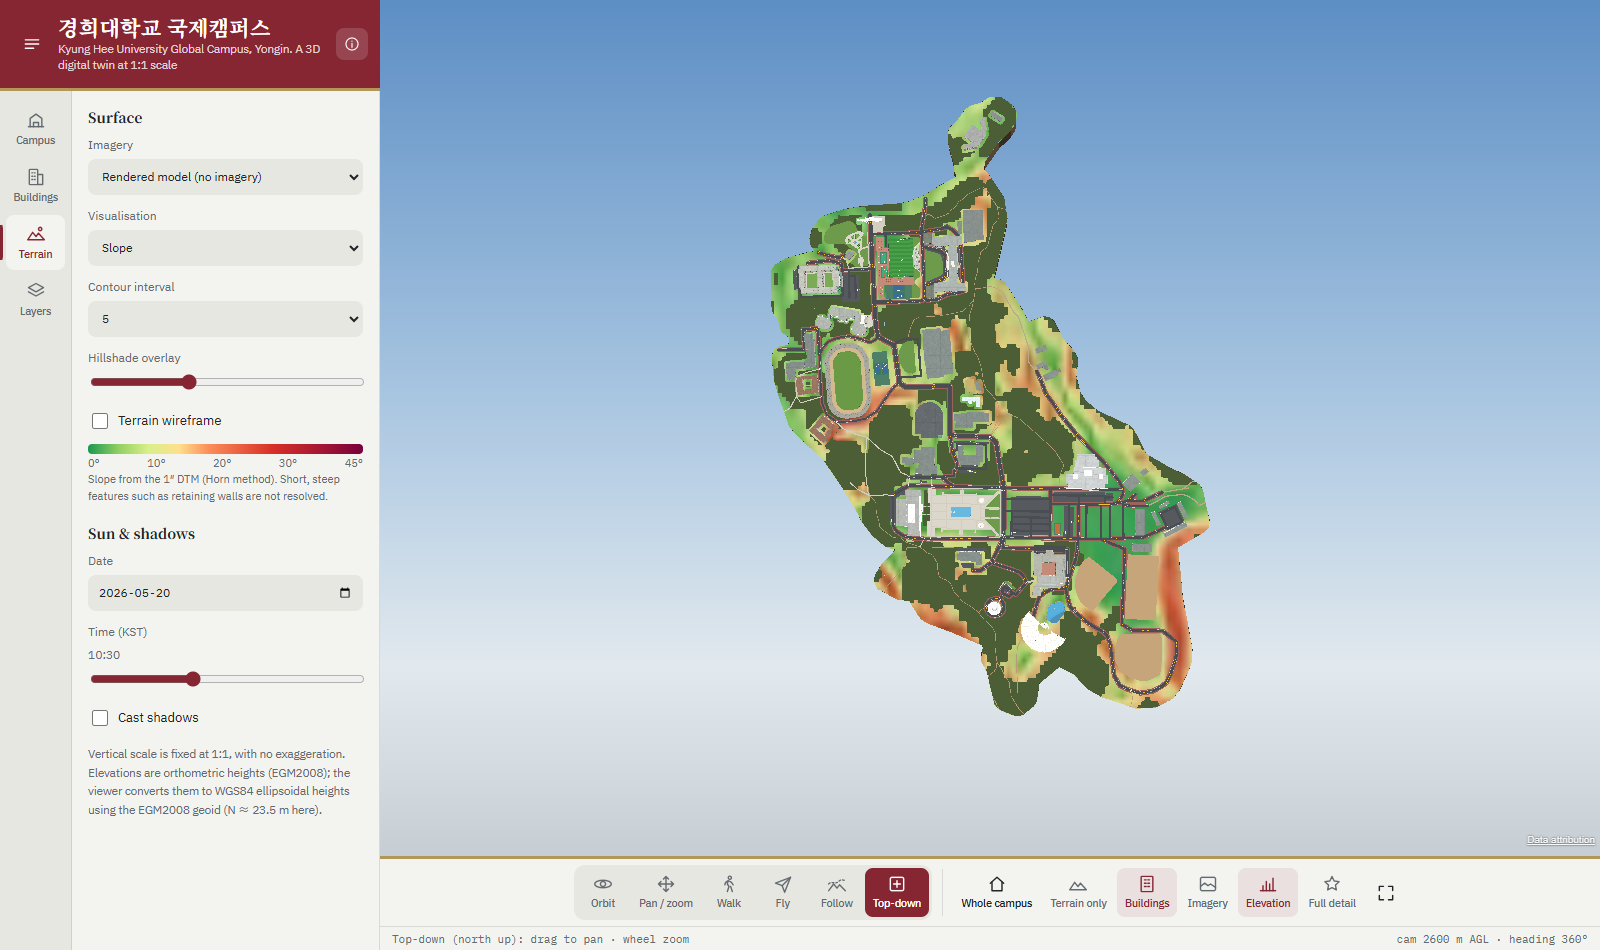 경희대학교 국제캠퍼스
Kyung Hee University Global Campus, Yongin. A 3D
digital twin at 1:1 scale
Campus
Buildings
Terrain
Layers
Surface
Imagery
Rendered model (no imagery)
Visualisation
Slope
Contour interval
5
Hillshade overlay
Terrain wireframe
0° 10° 20° 30° 45°
Slope from the 1″ DTM (Horn method). Short, steep
features such as retaining walls are not resolved.
Sun & shadows
Date
2026-05-20
Time (KST)
10:30
Cast shadows
Vertical scale is fixed at 1:1, with no exaggeration.
Elevations are orthometric heights (EGM2008); the
viewer converts them to WGS84 ellipsoidal heights
using the EGM2008 geoid (N ≈ 23.5 m here).
Data attribution
Orbit
Pan / zoom
Walk
Fly
Follow
Top-down
Whole campus
Terrain only
Buildings
Imagery
Elevation
Full detail
Top-down (north up): drag to pan · wheel zoom
cam 2600 m AGL · heading 360°